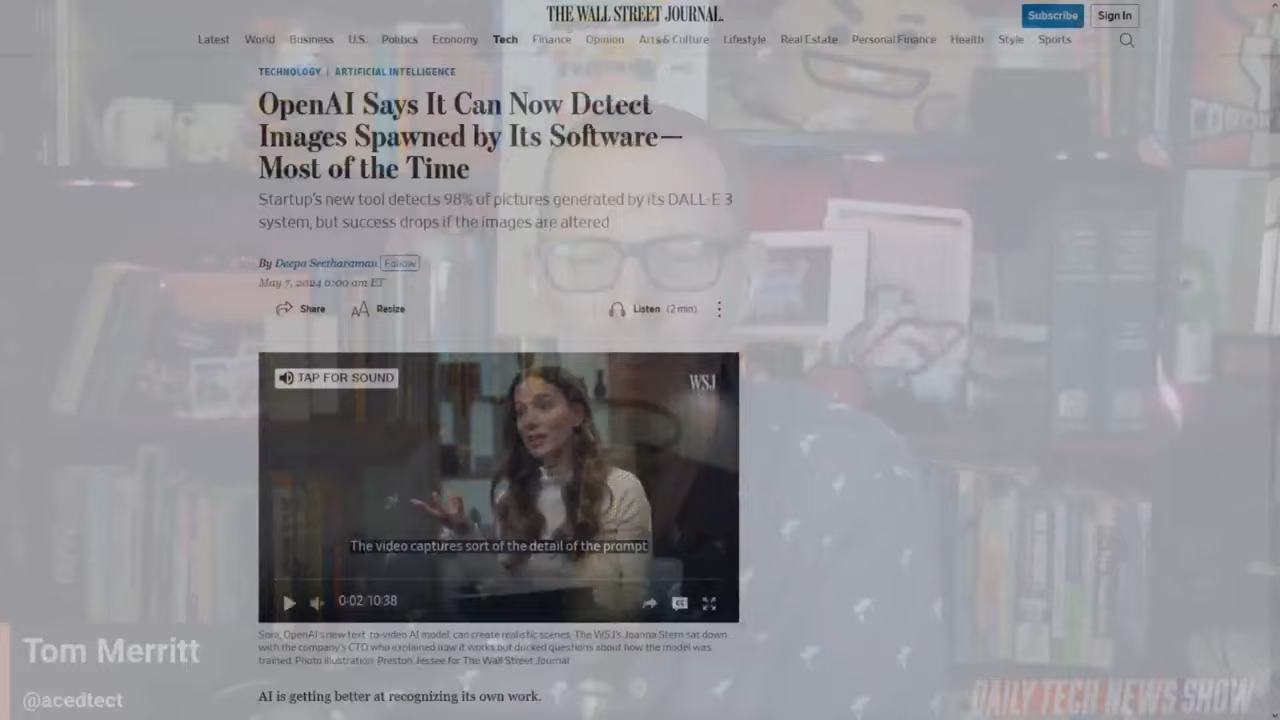 THE WALL STREET JOURNAL.
Subscribe
Sign In
Latest World Business U.S. Politics Economy Tech Finance Opinion Arts & Culture Lifestyle Real Estate Personal Finance Health Style Sports
TECHNOLOGY | ARTIFICIAL INTELLIGENCE
OpenAI Says It Can Now Detect
Images Spawned by Its Software—
Most of the Time
Startup's new tool detects 98% of pictures generated by its DALL-E 3
system, but success drops if the images are altered
By Deepa Seetharaman Follow
May 7, 2024 6:00 am ET
Share AA Resize Listen (2 min)
TAP FOR SOUND
WSJ
The video captures sort of the detail of the prompt
0:02/10:38
CC
Sora, OpenAI's new text-to-video AI model, can create realistic scenes. The WSJ's Joanna Stern sat down
with the company's CTO who explained how it works but ducked questions about how the model was
trained. Photo illustration: Preston Jessee for The Wall Street Journal
AI is getting better at recognizing its own work.
Tom Merritt
@acedtect
DAILY TECH NEWS SHOW